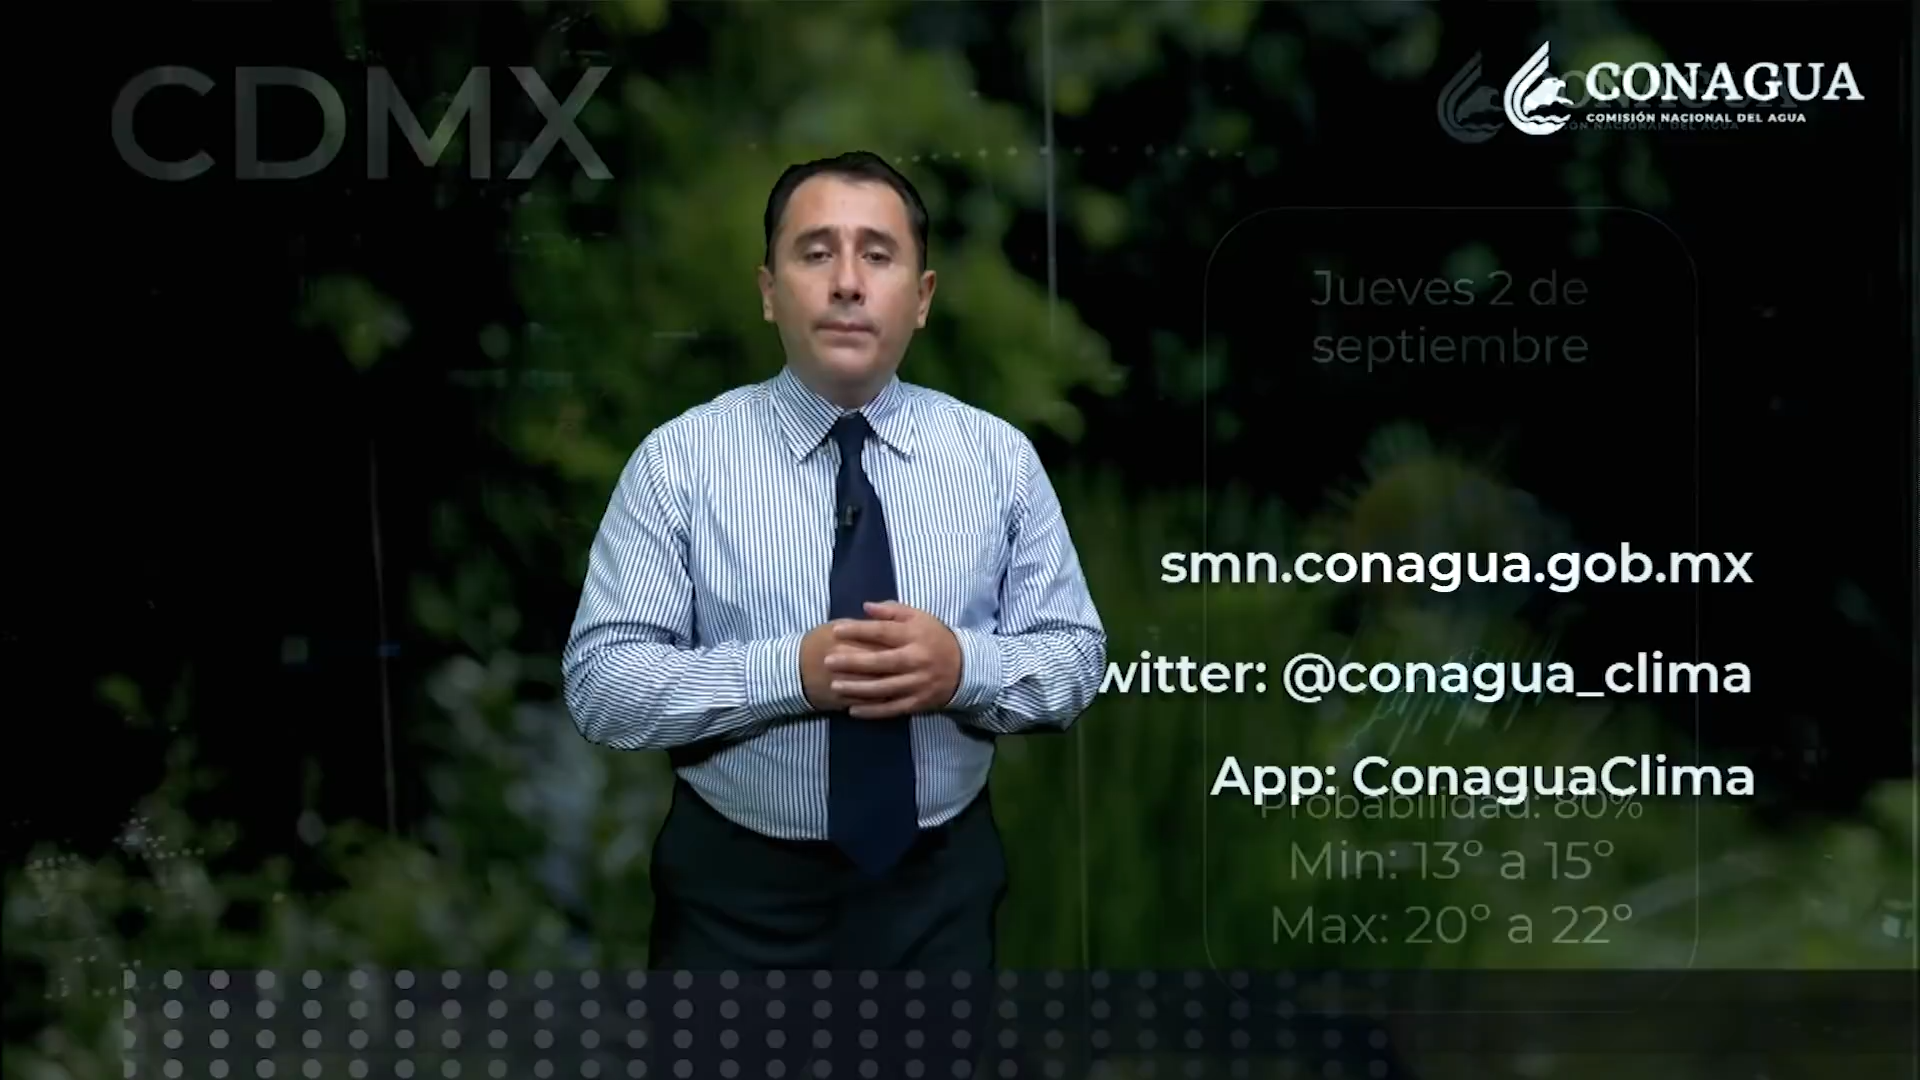 CDMX
CONAGUA
COMISIÓN NACIONAL DEL AGUA
Jueves 2 de
septiembre
smn.conagua.gob.mx
witter: @conagua_clima
App: ConaguaClima
Probabilidad: 80%
Min: 13° a 15°
Max: 20° a 22°